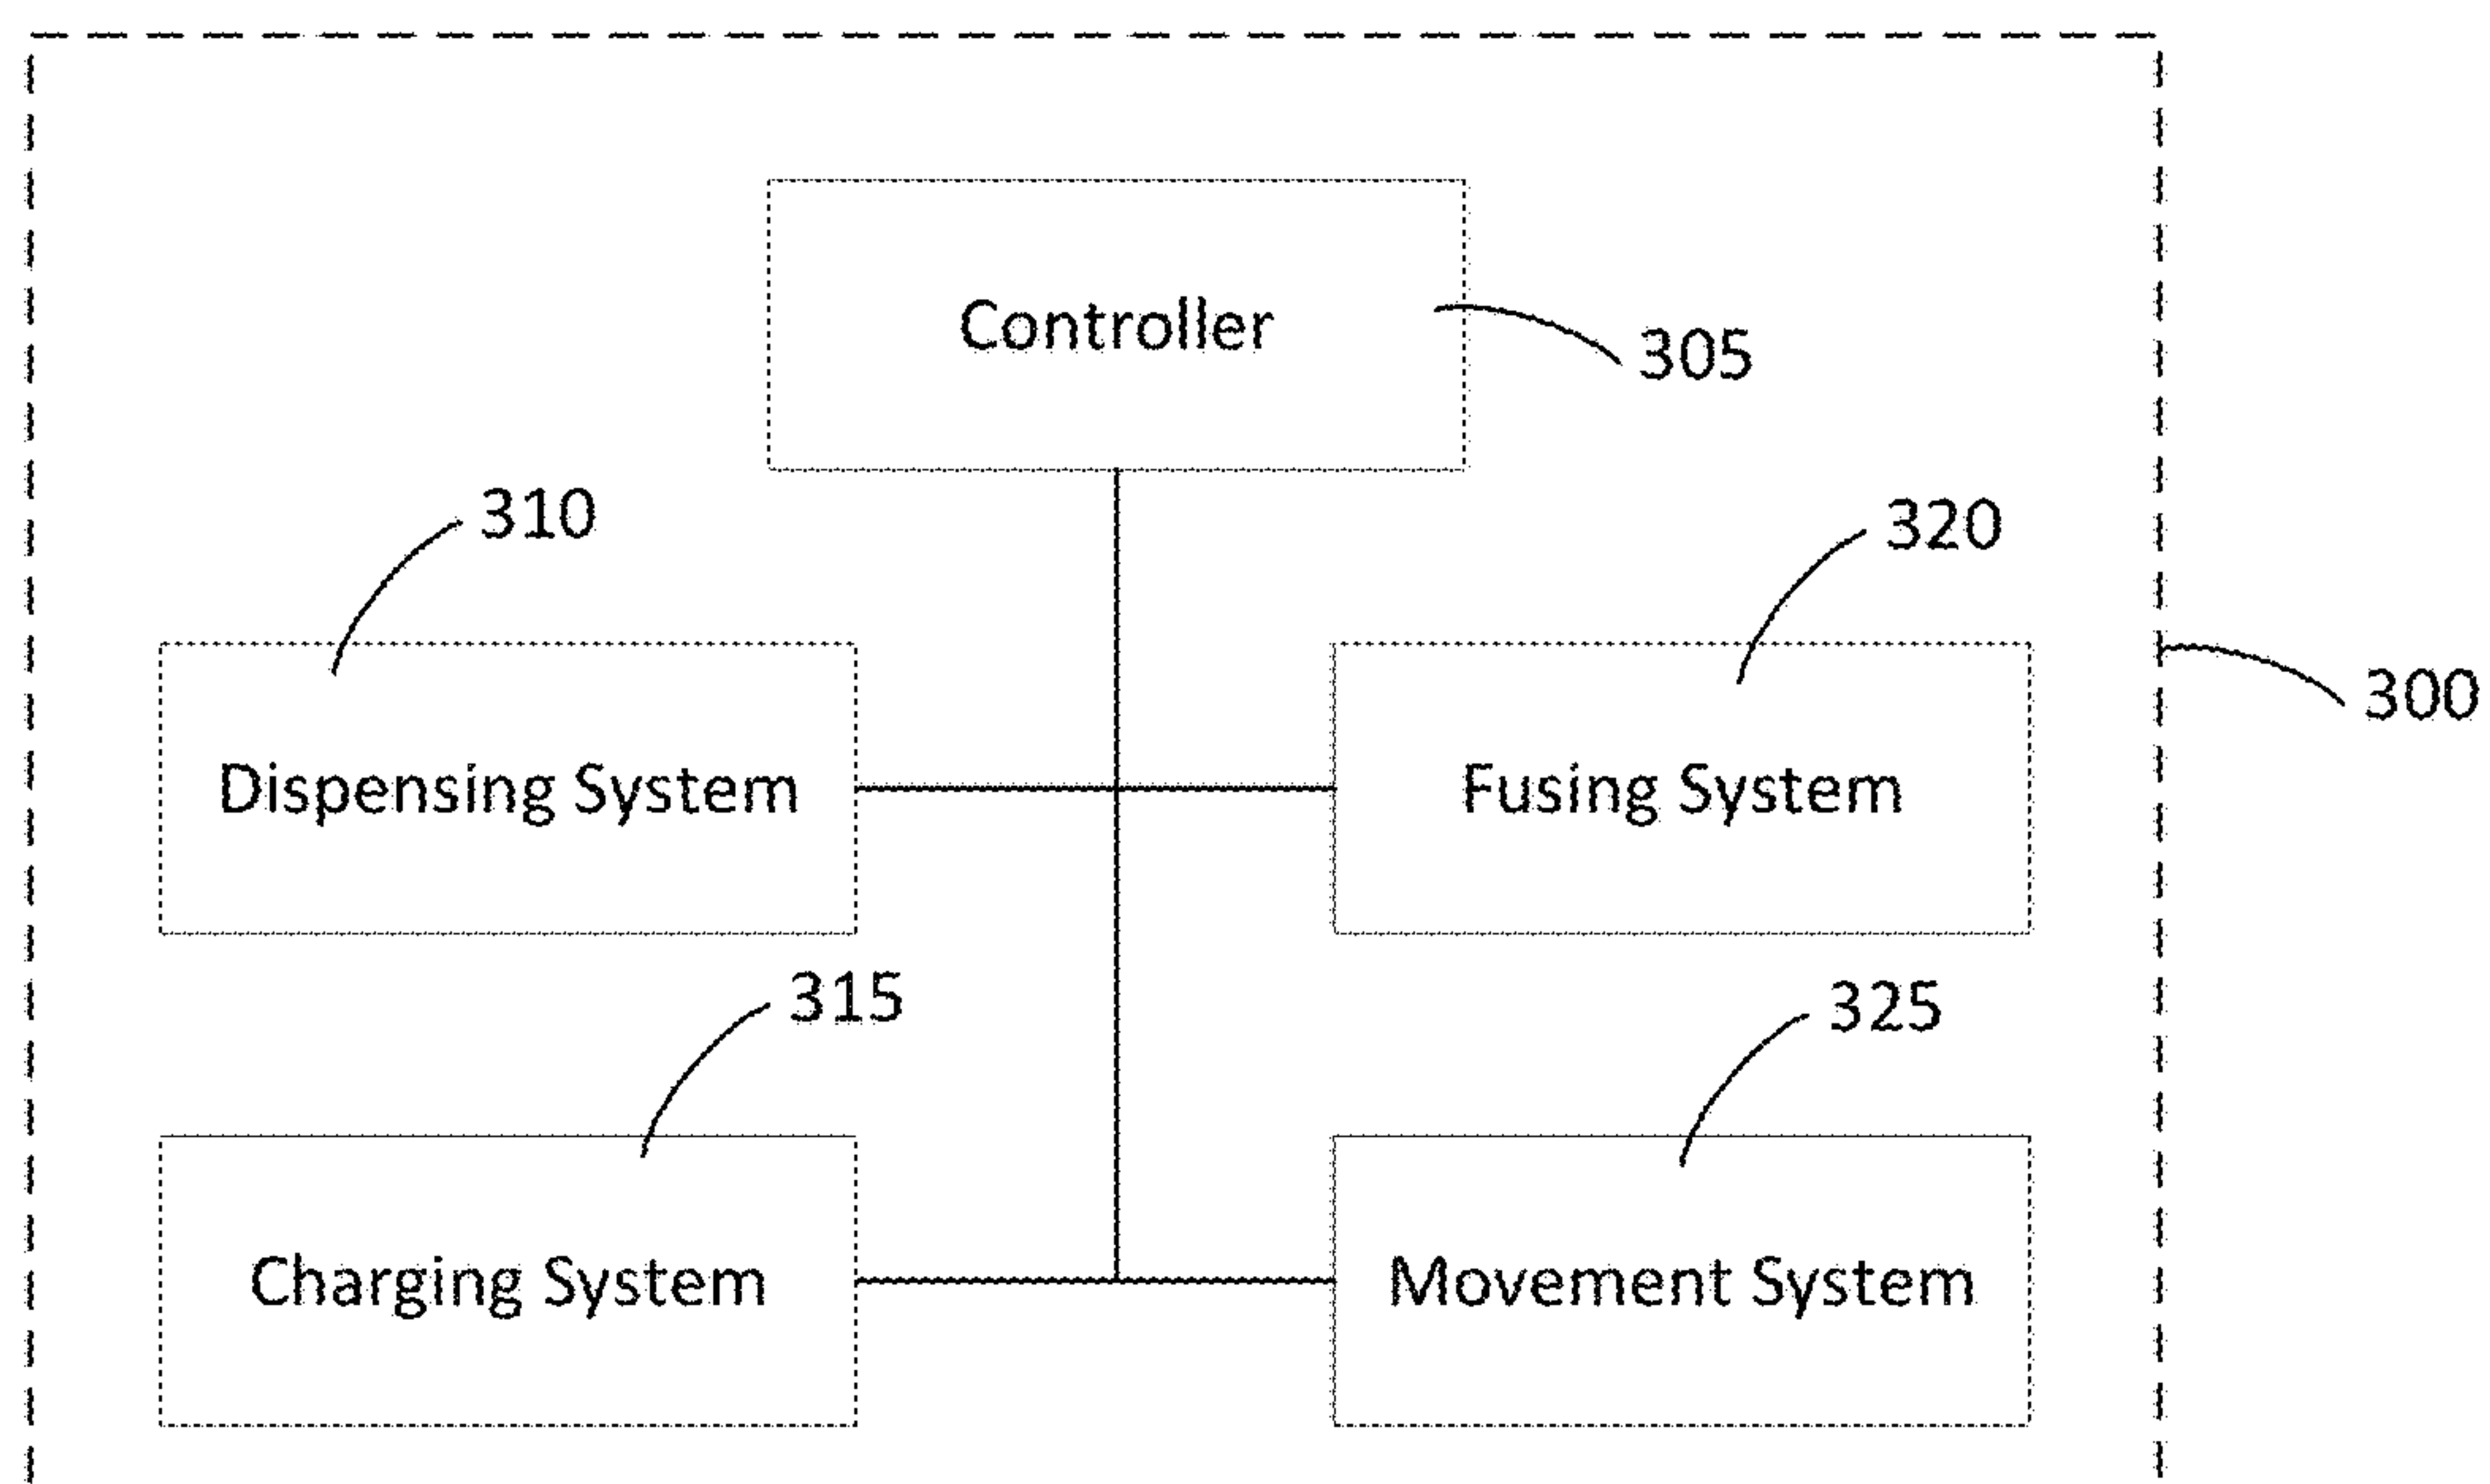 Controller
305
310
320
300
Dispensing System
Fusing System
315
325
Charging System
Movement System